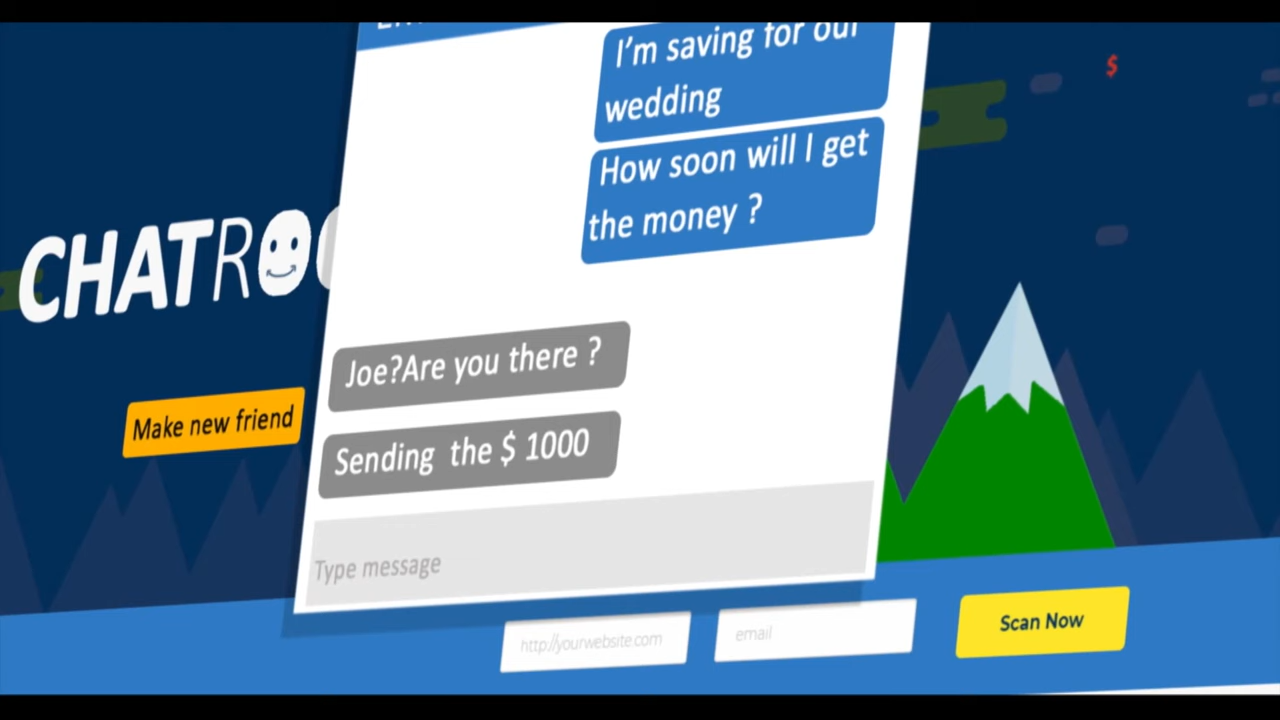 I'm saving for our
wedding
How soon will I get
the money ?
$
CHATRO
Joe?Are you there ?
Make new friend
Sending the $ 1000
Type message
http://yourwebsite.com
email
Scan Now